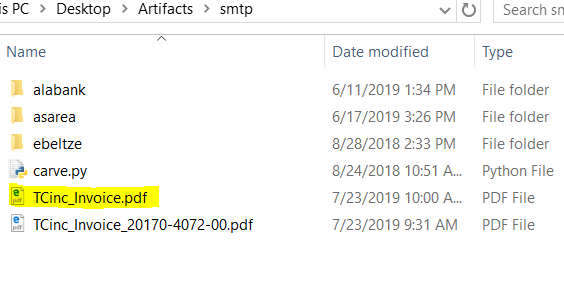 is PC > Desktop > Artifacts > smtp
Search sm
Name Date modified Type
alabank 6/11/2019 1:34 PM File folder
asarea 6/17/2019 3:26 PM File folder
ebeltze 8/28/2018 2:33 PM File folder
carve.py 8/24/2018 10:51 A... Python File
TCinc_Invoice.pdf 7/23/2019 10:00 A... PDF File
TCinc_Invoice_20170-4072-00.pdf 7/23/2019 9:31 AM PDF File